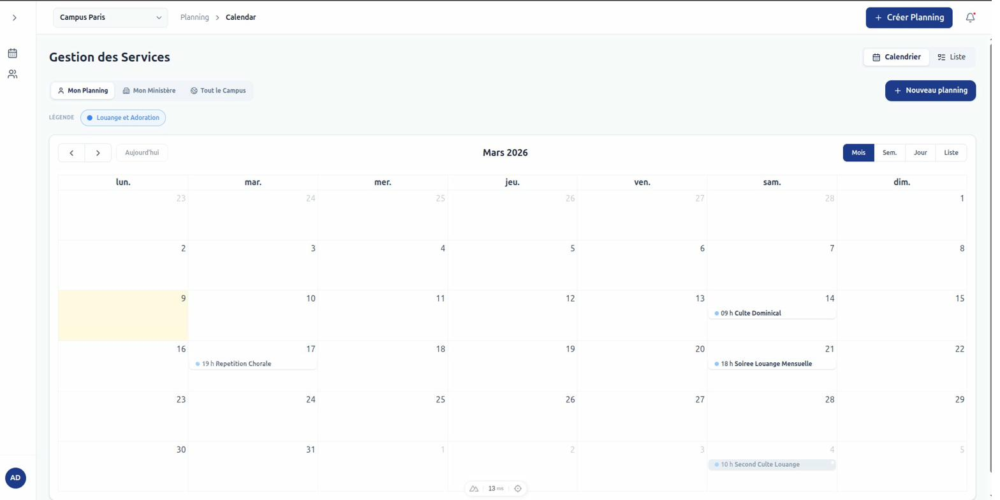 Campus Paris Planning > Calendar + Créer Planning
Gestion des Services Calendrier Liste
Mon Planning Mon Ministère Tout le Campus + Nouveau planning
LÉGENDE Louange et Adoration
Aujourd'hui Mars 2026 Mois Sem. Jour Liste
lun. mar. mer. jeu. ven. sam. dim.
23 24 25 26 27 28 1
2 3 4 5 6 7 8
9 10 11 12 13 14 15
09 h Culte Dominical
16 17 18 19 20 21 22
19 h Repetition Chorale 18 h Soiree Louange Mensuelle
23 24 25 26 27 28 29
30 31 1 2 3 4 5
10 h Second Culte Louange
AD
13 ms